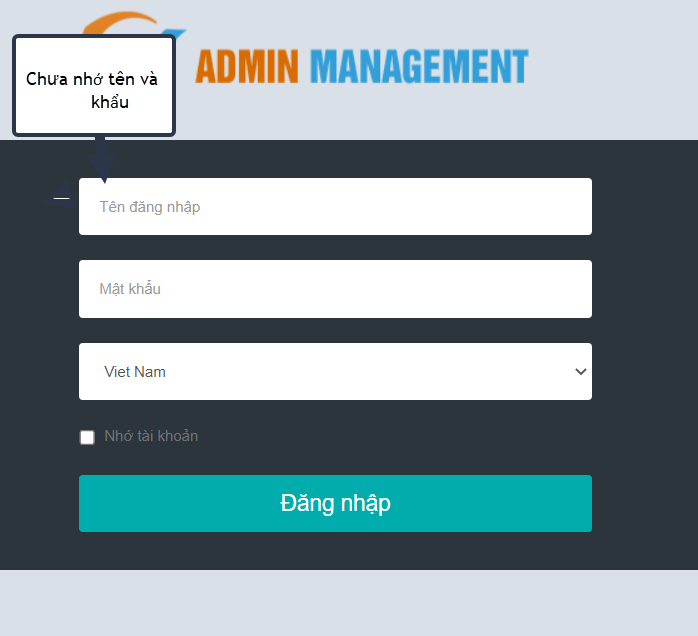 ADMIN MANAGEMENT
Chưa nhớ tên và
khẩu
Tên đăng nhập
Mật khẩu
Viet Nam
Nhớ tài khoản
Đăng nhập